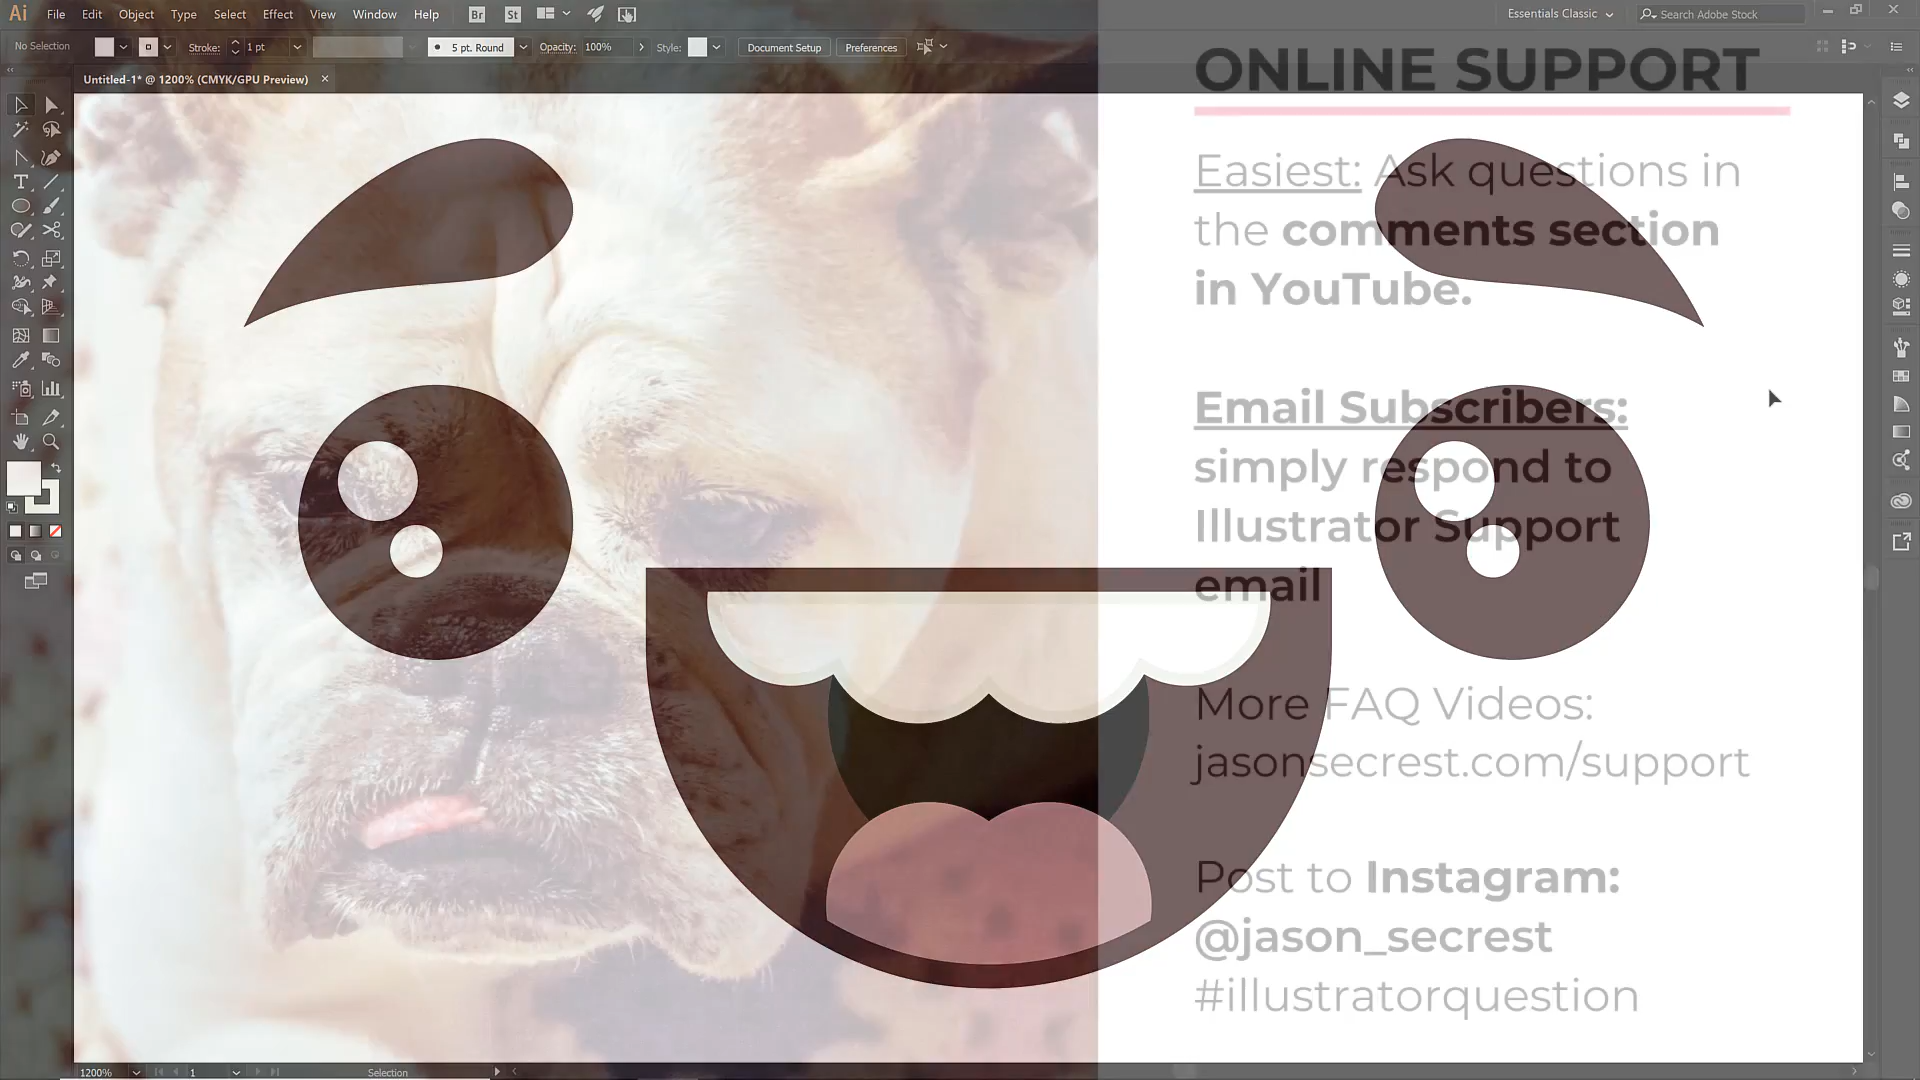 Ai File Edit Object Type Select Effect View Window Help Br St Essentials Classic Search Adobe Stock
No Selection Stroke: 1 pt 5 pt. Round Opacity: 100% Style: Document Setup Preferences
Untitled-1* @ 1200% (CMYK/GPU Preview)
ONLINE SUPPORT
Easiest: Ask questions in
the comments section
in YouTube.
Email Subscribers:
simply respond to
Illustrator Support
email
More FAQ Videos:
jasonsecrest.com/support
Post to Instagram:
@jason_secrest
#illustratorquestion
1200% 1 Selection